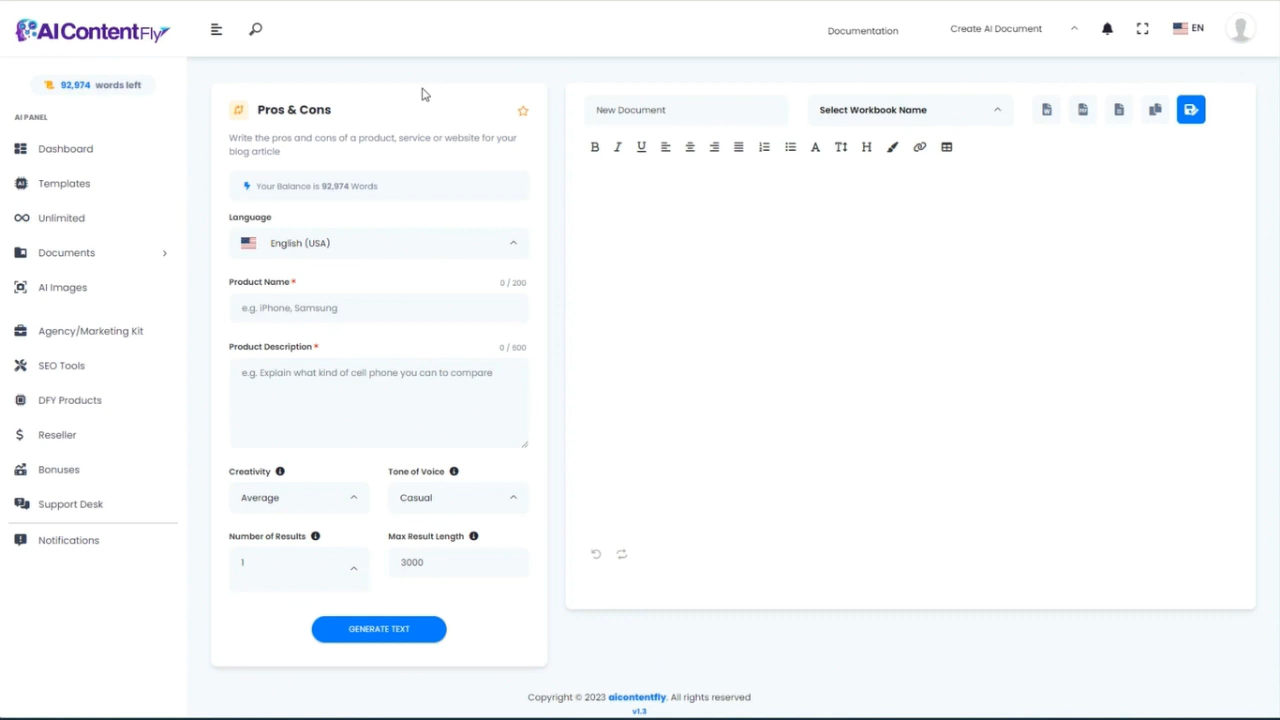 AI ContentFly
Documentation
Create AI Document
EN
92,974 words left
AI PANEL
Dashboard
Templates
Unlimited
Documents
AI Images
Agency/Marketing Kit
SEO Tools
DFY Products
Reseller
Bonuses
Support Desk
Notifications
Pros & Cons
Write the pros and cons of a product, service or website for your
blog article
Your Balance is 92,974 Words
Language
English (USA)
Product Name *
0 / 200
e.g. iPhone, Samsung
Product Description *
0 / 600
e.g. Explain what kind of cell phone you can to compare
Creativity
Tone of Voice
Average
Casual
Number of Results
Max Result Length
1
3000
GENERATE TEXT
New Document
Select Workbook Name
Copyright © 2023 aicontentfly. All rights reserved
v1.3